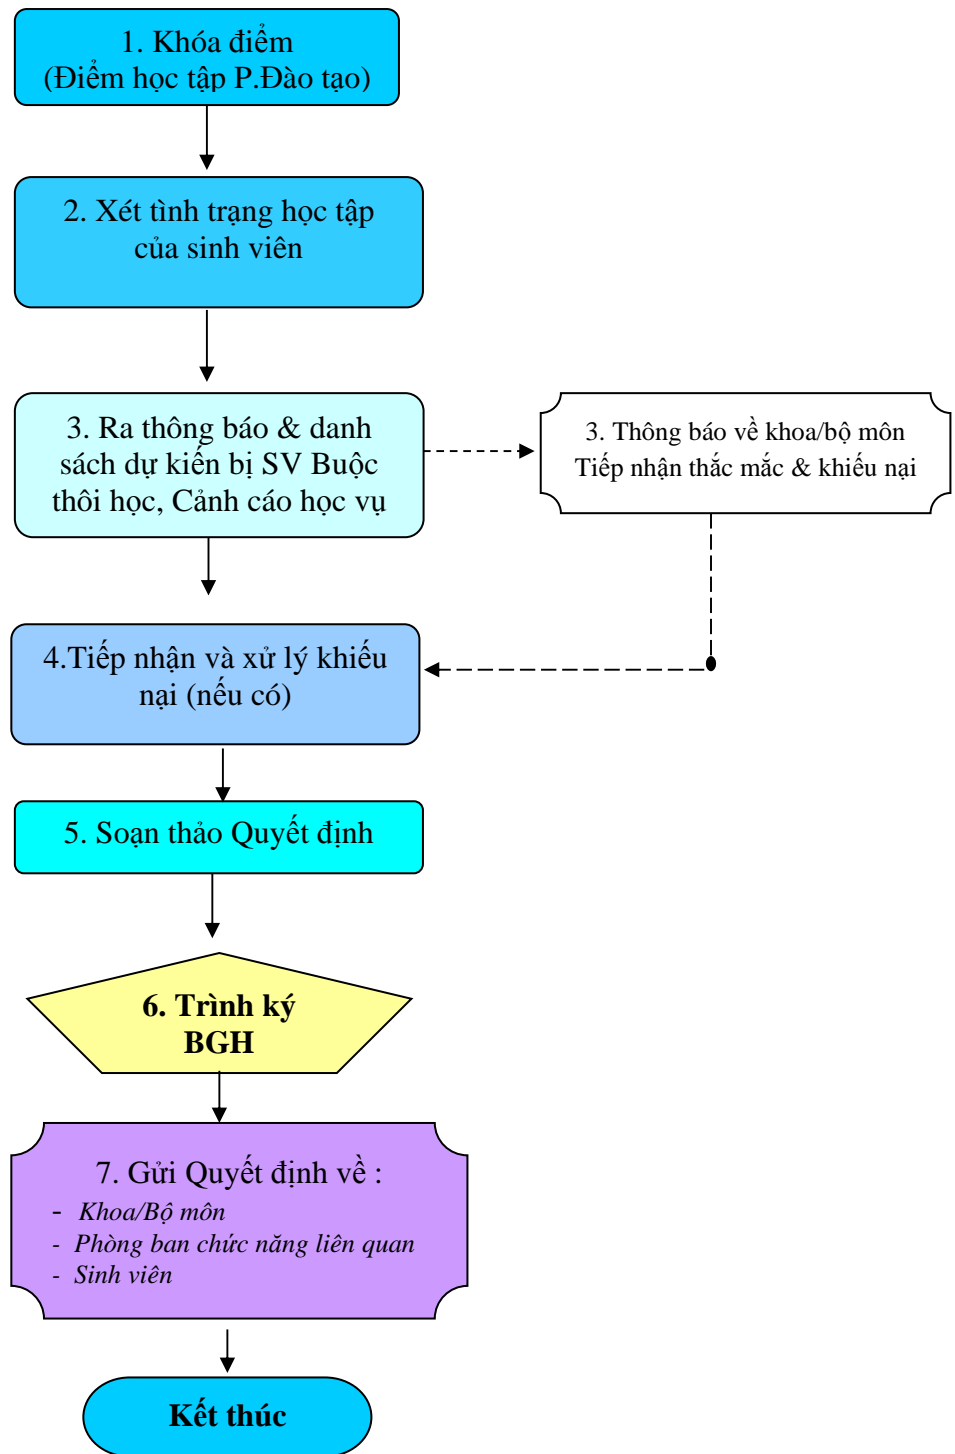 1. Khóa điểm
(Điểm học tập P.Đào tạo)
2. Xét tình trạng học tập
của sinh viên
3. Ra thông báo & danh
sách dự kiến bị SV Buộc
thôi học, Cảnh cáo học vụ
3. Thông báo về khoa/bộ môn
Tiếp nhận thắc mắc & khiếu nại
4.Tiếp nhận và xử lý khiếu
nại (nếu có)
5. Soạn thảo Quyết định
6. Trình ký
BGH
7. Gửi Quyết định về :
- Khoa/Bộ môn
- Phòng ban chức năng liên quan
- Sinh viên
Kết thúc